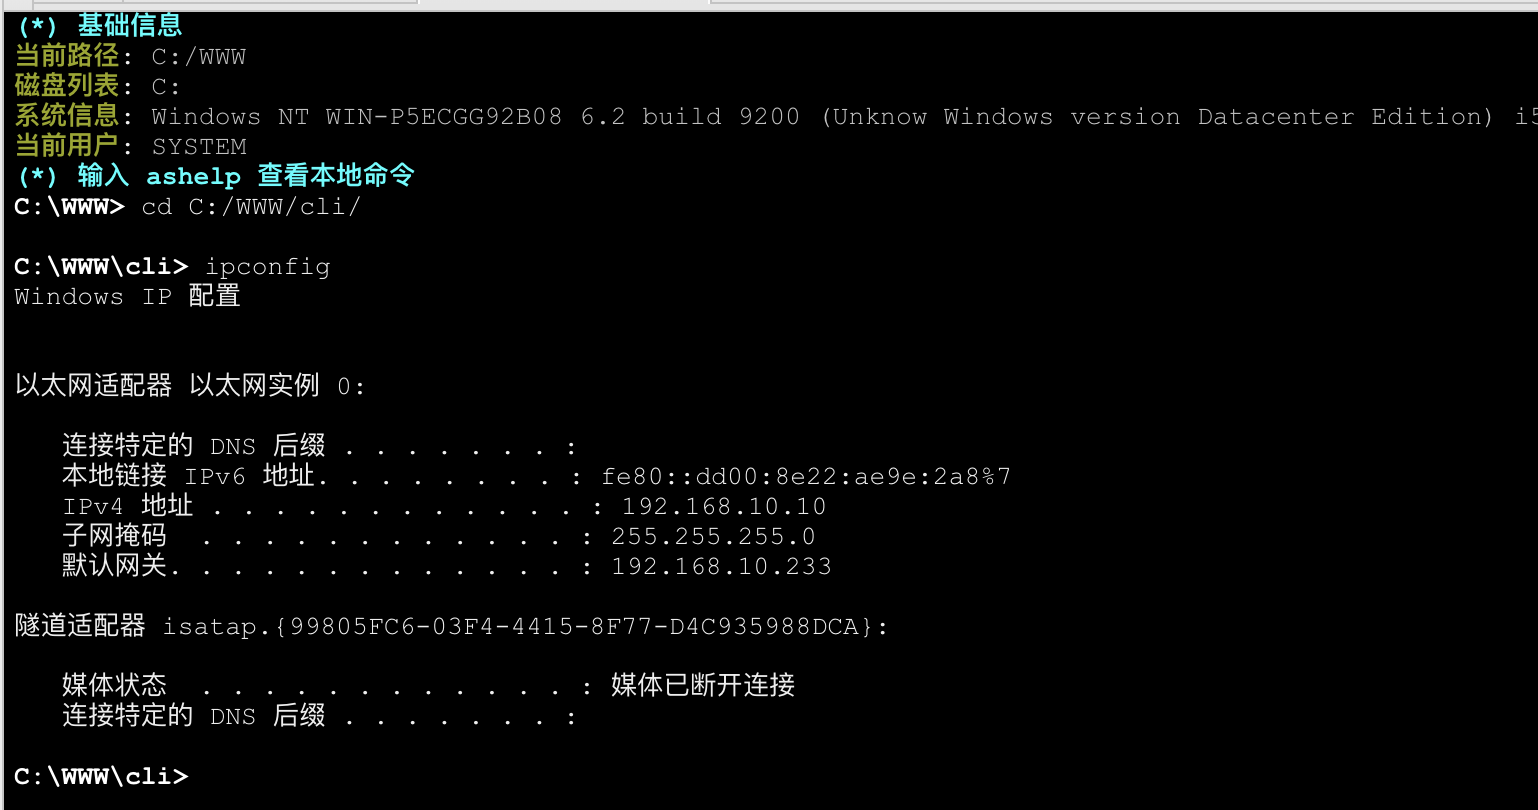 (*) 基础信息
当前路径: C:/WWW
磁盘列表: C:
系统信息: Windows NT WIN-P5ECGG92B08 6.2 build 9200 (Unknow Windows version Datacenter Edition) i5
当前用户: SYSTEM
(*) 输入 ashelp 查看本地命令
C:\WWW> cd C:/WWW/cli/
C:\WWW\cli> ipconfig
Windows IP 配置
以太网适配器 以太网实例 0:
连接特定的 DNS 后缀 . . . . . . . :
本地链接 IPv6 地址. . . . . . . . : fe80::dd00:8e22:ae9e:2a8%7
IPv4 地址 . . . . . . . . . . . . : 192.168.10.10
子网掩码  . . . . . . . . . . . . : 255.255.255.0
默认网关. . . . . . . . . . . . . : 192.168.10.233
隧道适配器 isatap.{99805FC6-03F4-4415-8F77-D4C935988DCA}:
媒体状态  . . . . . . . . . . . . : 媒体已断开连接
连接特定的 DNS 后缀 . . . . . . . :
C:\WWW\cli>